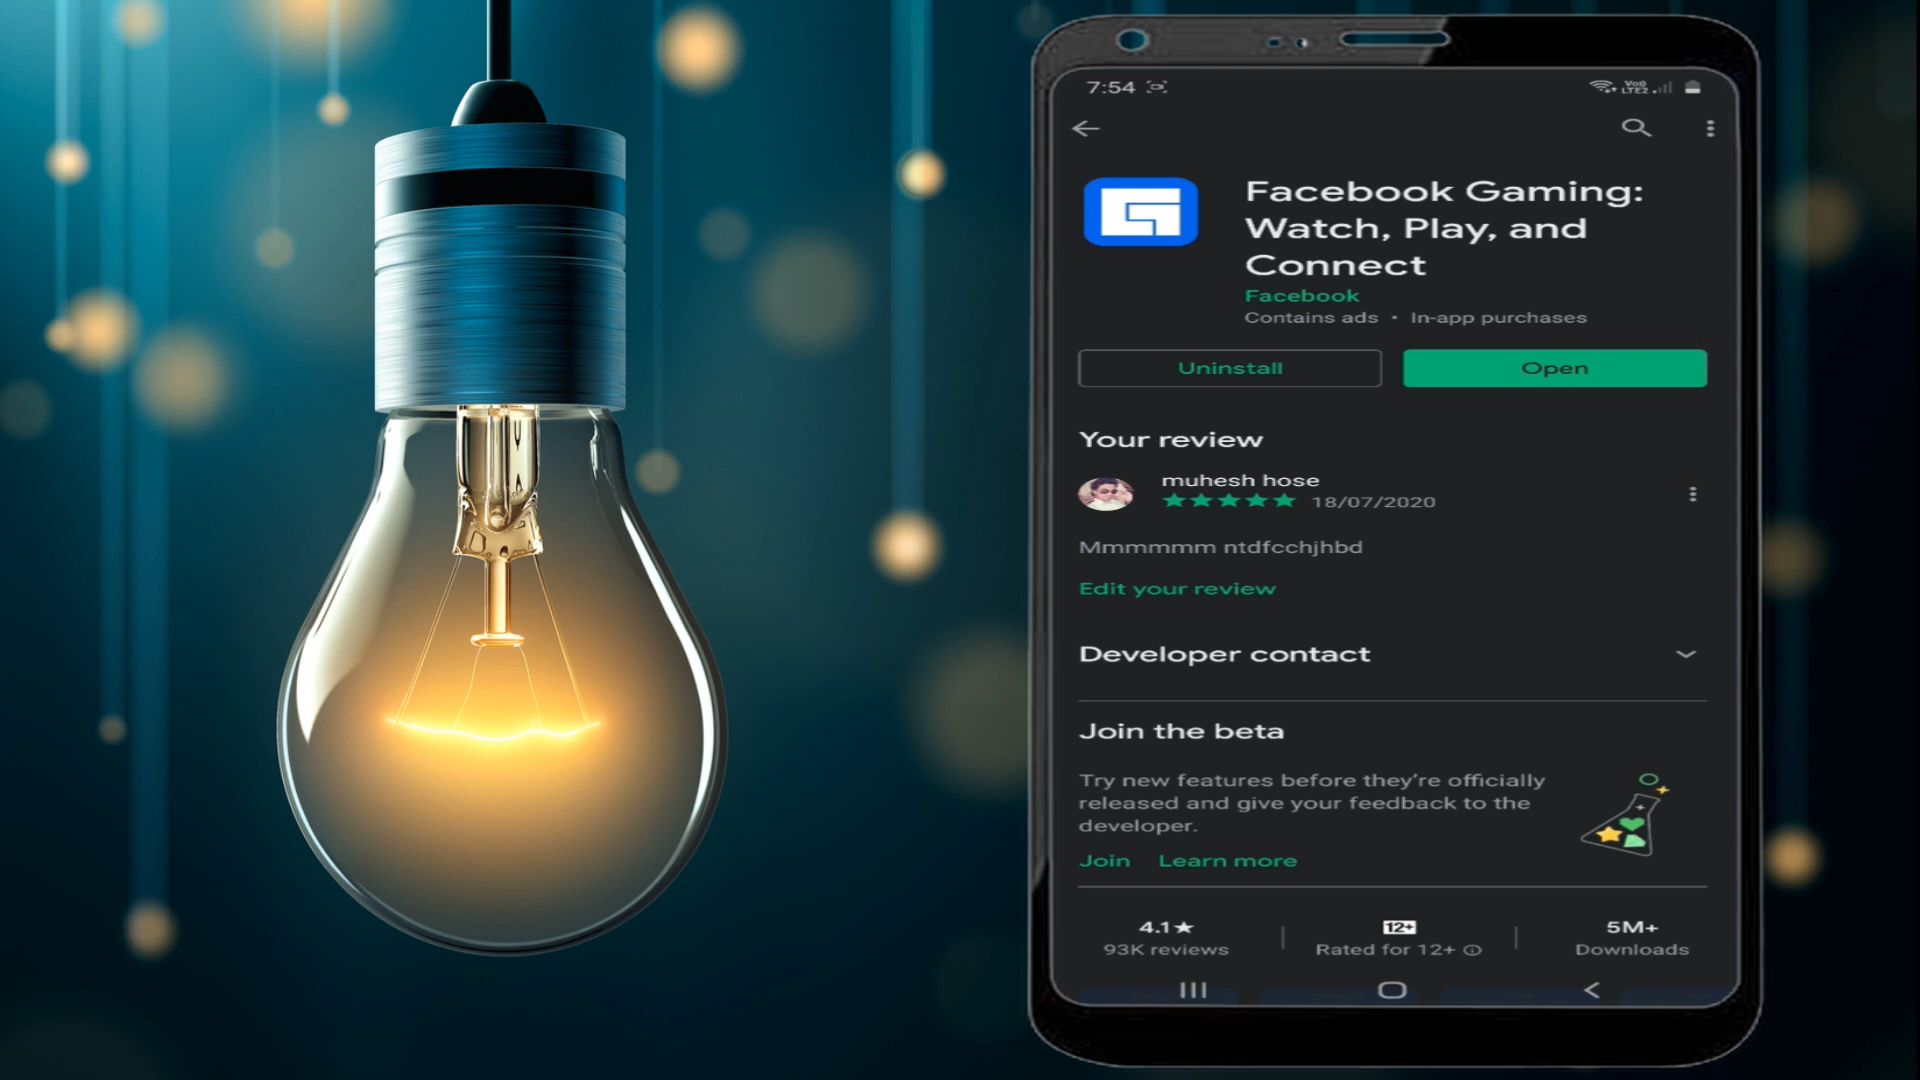 7:54
Vo))
LTE2
Facebook Gaming:
Watch, Play, and
Connect
Facebook
Contains ads • In-app purchases
Uninstall
Open
Your review
muhesh hose
★★★★★ 18/07/2020
Mmmmmm ntdfcchjhbd
Edit your review
Developer contact
Join the beta
Try new features before they're officially
released and give your feedback to the
developer.
Join Learn more
4.1★
93K reviews
12+
Rated for 12+
5M+
Downloads